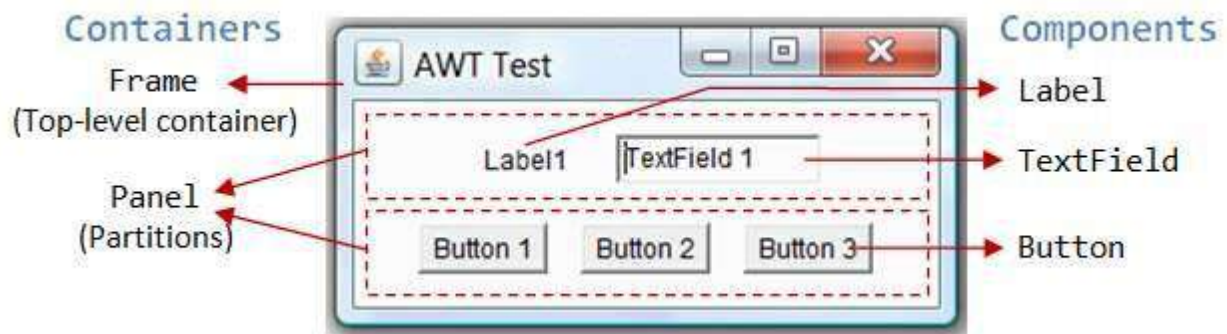 Containers
Components
Frame
(Top-level container)
AWT Test
Label
Label1
TextField 1
TextField
Panel
(Partitions)
Button 1
Button 2
Button 3
Button